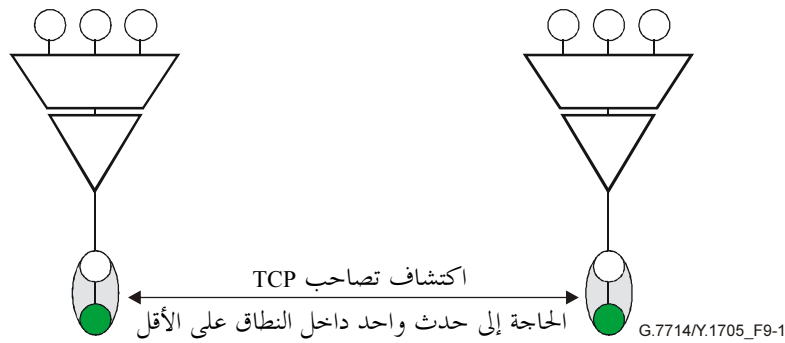 اكتشاف تصاحب TCP
الحاجة إلى حدث واحد داخل النطاق على الأقل
G.7714/Y.1705_F9-1